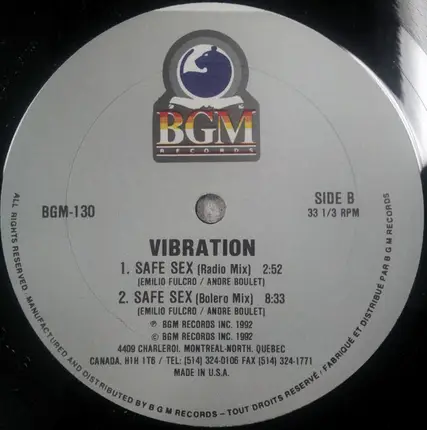 BGM
RECORDS
BGM-130
SIDE B
33 1/3 RPM
VIBRATION
1. SAFE SEX (Radio Mix) 2:52
(EMILIO FULCRO / ANDRE BOULET)
2. SAFE SEX (Bolero Mix) 8:33
(EMILIO FULCRO / ANDRE BOULET)
℗ BGM RECORDS INC. 1992
© BGM RECORDS INC. 1992
4409 CHARLEROI, MONTREAL-NORTH, QUEBEC
CANADA, H1H 1T6 / TEL: (514) 324-0106 FAX (514) 324-1771
MADE IN U.S.A.
ALL RIGHTS RESERVED. MANUFACTURED AND DISTRIBUTED BY B G M RECORDS – TOUT DROITS RESERVÉ / FABRIQUÉ ET DISTRIBUÉ PAR B G M RECORDS